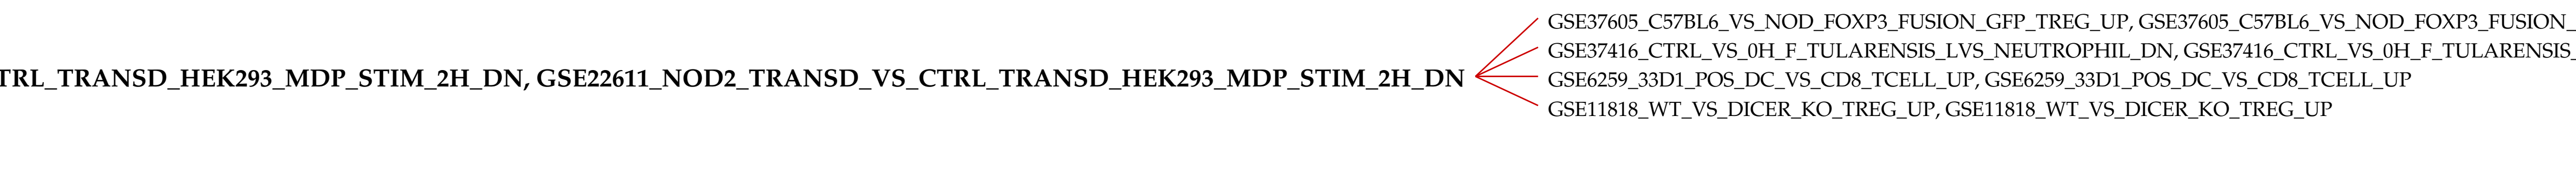 GSE37605_C57BL6_VS_NOD_FOXP3_FUSION_GFP_TREG_UP, GSE37605_C57BL6_VS_NOD_FOXP3_FUSION_
GSE37416_CTRL_VS_0H_F_TULARENSIS_LVS_NEUTROPHIL_DN, GSE37416_CTRL_VS_0H_F_TULARENSIS_
TRL_TRANSD_HEK293_MDP_STIM_2H_DN, GSE22611_NOD2_TRANSD_VS_CTRL_TRANSD_HEK293_MDP_STIM_2H_DN
GSE6259_33D1_POS_DC_VS_CD8_TCELL_UP, GSE6259_33D1_POS_DC_VS_CD8_TCELL_UP
GSE11818_WT_VS_DICER_KO_TREG_UP, GSE11818_WT_VS_DICER_KO_TREG_UP